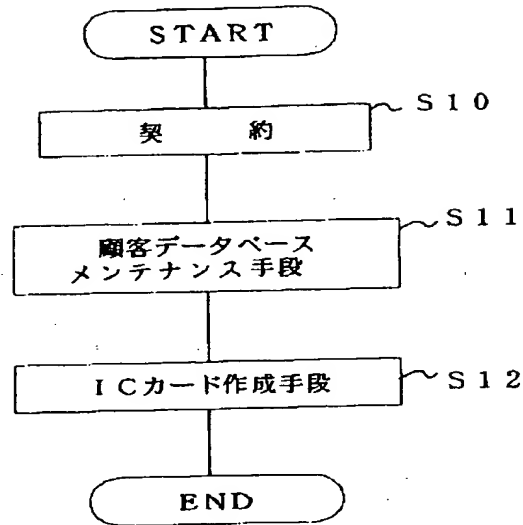 START
契約
S10
顧客データベース
メンテナンス手段
S11
ICカード作成手段
S12
END